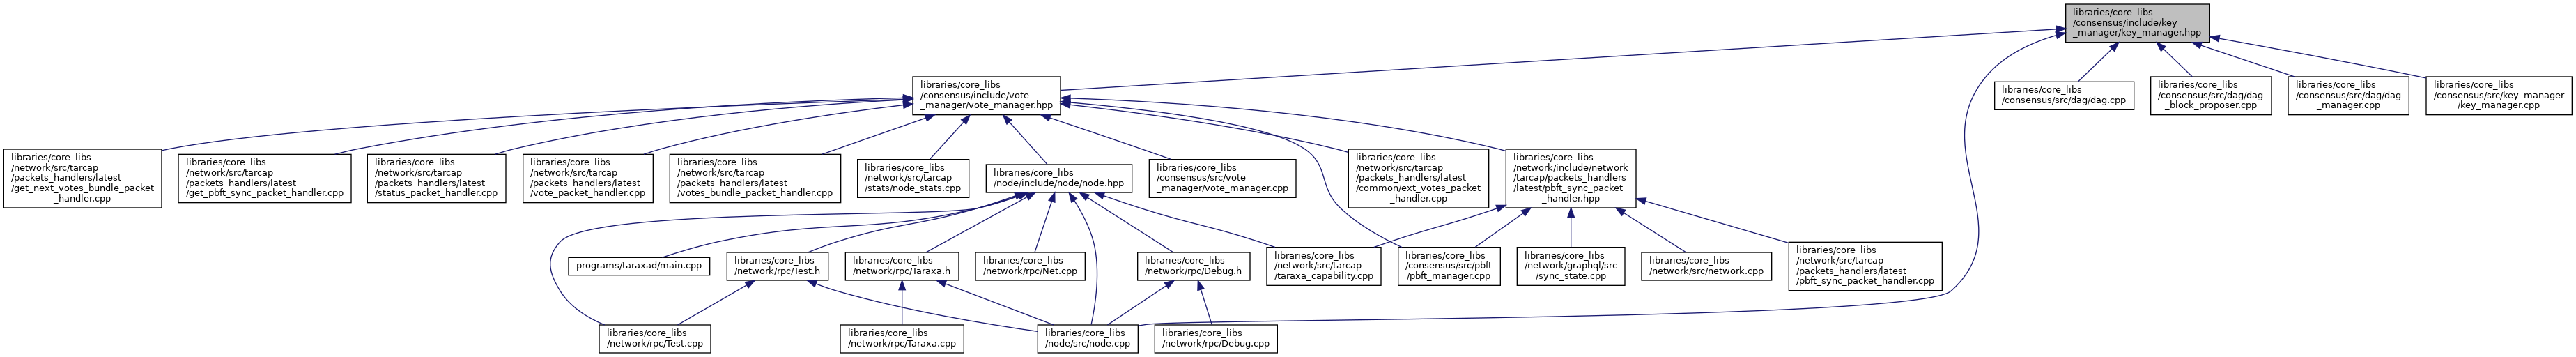 libraries/core_libs
/consensus/include/key
_manager/key_manager.hpp
libraries/core_libs
/consensus/include/vote
_manager/vote_manager.hpp
libraries/core_libs
/consensus/src/dag/dag.cpp
libraries/core_libs
/consensus/src/dag/dag
_block_proposer.cpp
libraries/core_libs
/consensus/src/dag/dag
_manager.cpp
libraries/core_libs
/consensus/src/key_manager
/key_manager.cpp
libraries/core_libs
/network/src/tarcap
/packets_handlers/latest
/get_next_votes_bundle_packet
_handler.cpp
libraries/core_libs
/network/src/tarcap
/packets_handlers/latest
/get_pbft_sync_packet_handler.cpp
libraries/core_libs
/network/src/tarcap
/packets_handlers/latest
/status_packet_handler.cpp
libraries/core_libs
/network/src/tarcap
/packets_handlers/latest
/vote_packet_handler.cpp
libraries/core_libs
/network/src/tarcap
/packets_handlers/latest
/votes_bundle_packet_handler.cpp
libraries/core_libs
/network/src/tarcap
/stats/node_stats.cpp
libraries/core_libs
/node/include/node/node.hpp
libraries/core_libs
/consensus/src/vote
_manager/vote_manager.cpp
libraries/core_libs
/network/src/tarcap
/packets_handlers/latest
/common/ext_votes_packet
_handler.cpp
libraries/core_libs
/network/include/network
/tarcap/packets_handlers
/latest/pbft_sync_packet
_handler.hpp
programs/taraxad/main.cpp
libraries/core_libs
/network/rpc/Test.h
libraries/core_libs
/network/rpc/Taraxa.h
libraries/core_libs
/network/rpc/Net.cpp
libraries/core_libs
/network/rpc/Debug.h
libraries/core_libs
/network/src/tarcap
/taraxa_capability.cpp
libraries/core_libs
/consensus/src/pbft
/pbft_manager.cpp
libraries/core_libs
/network/graphql/src
/sync_state.cpp
libraries/core_libs
/network/src/network.cpp
libraries/core_libs
/network/src/tarcap
/packets_handlers/latest
/pbft_sync_packet_handler.cpp
libraries/core_libs
/network/rpc/Test.cpp
libraries/core_libs
/network/rpc/Taraxa.cpp
libraries/core_libs
/node/src/node.cpp
libraries/core_libs
/network/rpc/Debug.cpp